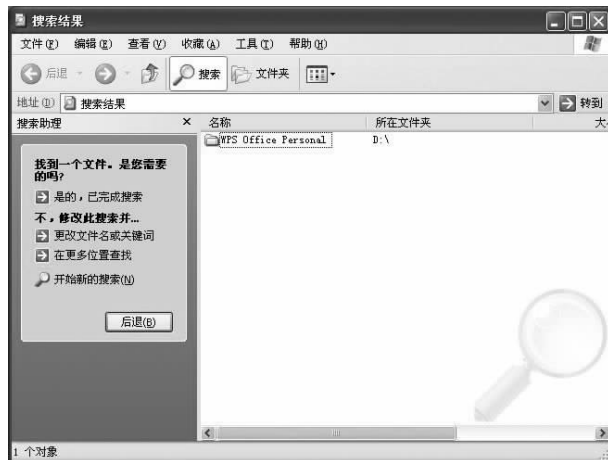 搜索结果
文件(F) 编辑(E) 查看(V) 收藏(A) 工具(T) 帮助(H)
后退 搜索 文件夹
地址(D) 搜索结果 转到
搜索助理
名称 所在文件夹 大
WPS Office Personal D:\
找到一个文件。是您需要
的吗?
是的，已完成搜索
不，修改此搜索并...
更改文件名或关键词
在更多位置查找
开始新的搜索(N)
后退(B)
1 个对象